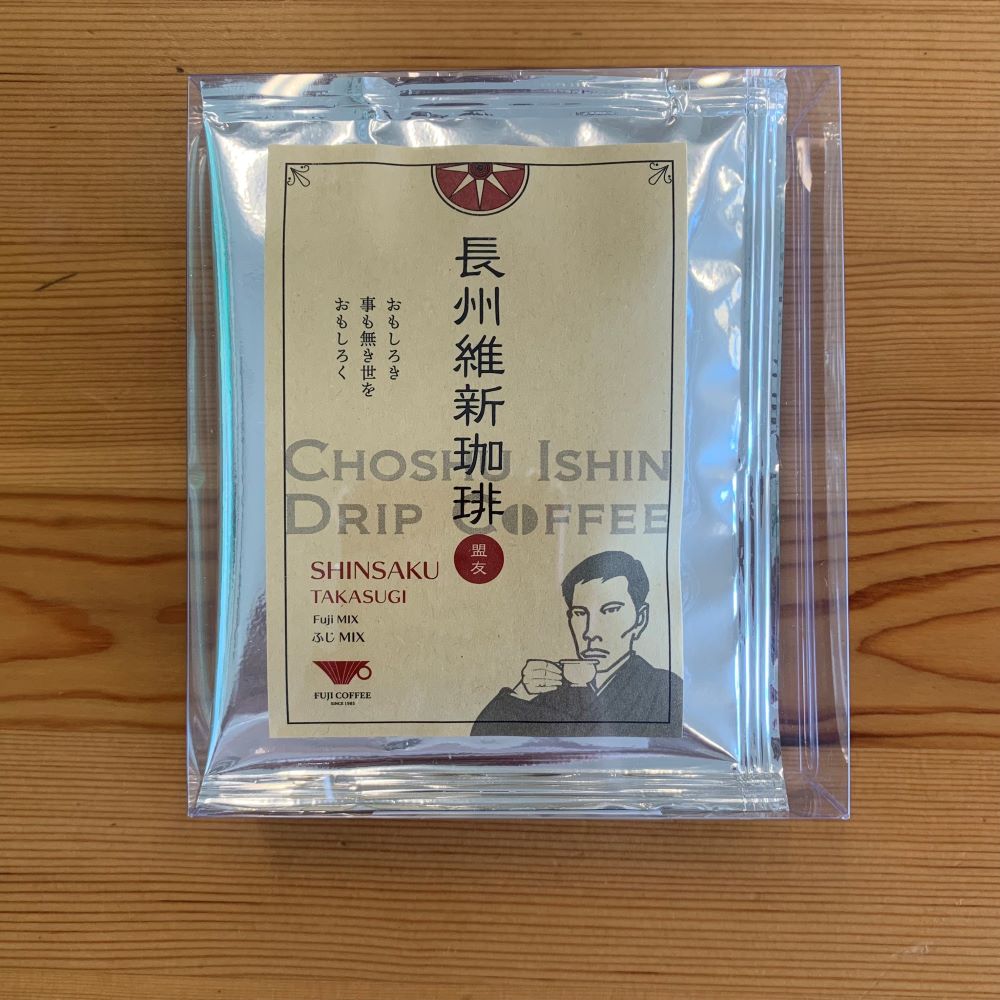 長州維新珈琲
おもしろき
事も無き世を
おもしろく
CHOSHU ISHIN
DRIP COFFEE
盟友
SHINSAKU
TAKASUGI
Fuji MIX
ふじ MIX
FUJI COFFEE
SINCE 1985